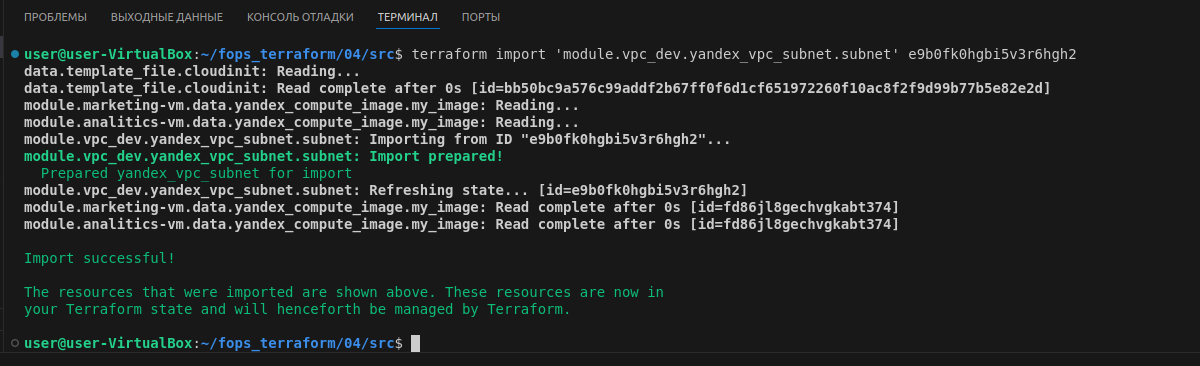 ПРОБЛЕМЫ ВЫХОДНЫЕ ДАННЫЕ КОНСОЛЬ ОТЛАДКИ ТЕРМИНАЛ ПОРТЫ
user@user-VirtualBox:~/fops_terraform/04/src$ terraform import 'module.vpc_dev.yandex_vpc_subnet.subnet' e9b0fk0hgbi5v3r6hgh2
data.template_file.cloudinit: Reading...
data.template_file.cloudinit: Read complete after 0s [id=bb50bc9a576c99addf2b67ff0f6d1cf651972260f10ac8f2f9d99b77b5e82e2d]
module.marketing-vm.data.yandex_compute_image.my_image: Reading...
module.analitics-vm.data.yandex_compute_image.my_image: Reading...
module.vpc_dev.yandex_vpc_subnet.subnet: Importing from ID "e9b0fk0hgbi5v3r6hgh2"...
module.vpc_dev.yandex_vpc_subnet.subnet: Import prepared!
  Prepared yandex_vpc_subnet for import
module.vpc_dev.yandex_vpc_subnet.subnet: Refreshing state... [id=e9b0fk0hgbi5v3r6hgh2]
module.marketing-vm.data.yandex_compute_image.my_image: Read complete after 0s [id=fd86jl8gechvgkabt374]
module.analitics-vm.data.yandex_compute_image.my_image: Read complete after 0s [id=fd86jl8gechvgkabt374]
Import successful!
The resources that were imported are shown above. These resources are now in
your Terraform state and will henceforth be managed by Terraform.
user@user-VirtualBox:~/fops_terraform/04/src$